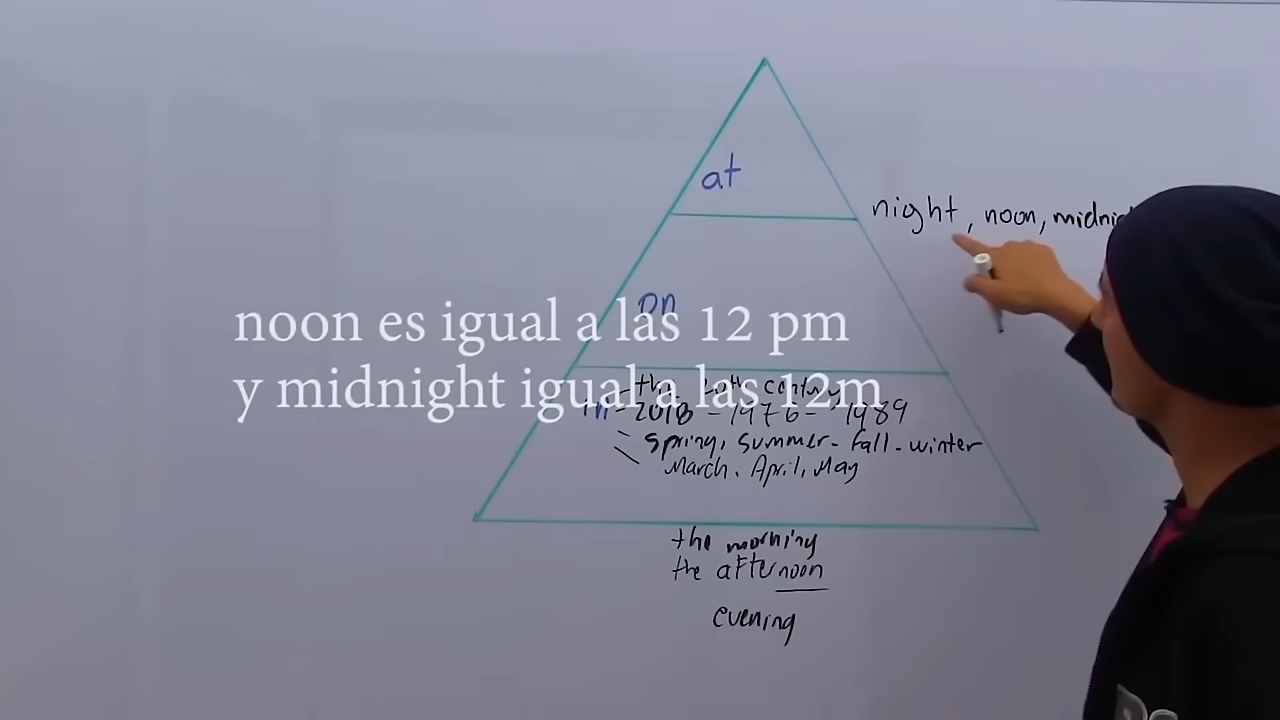 at
night, noon, midnig
on
noon es igual a las 12 pm
y midnight igual a las 12m
the 20th century
in - 2018 - 1976 - 1989
spring, summer - fall - winter
March. April, May
the morning
the afternoon
evening